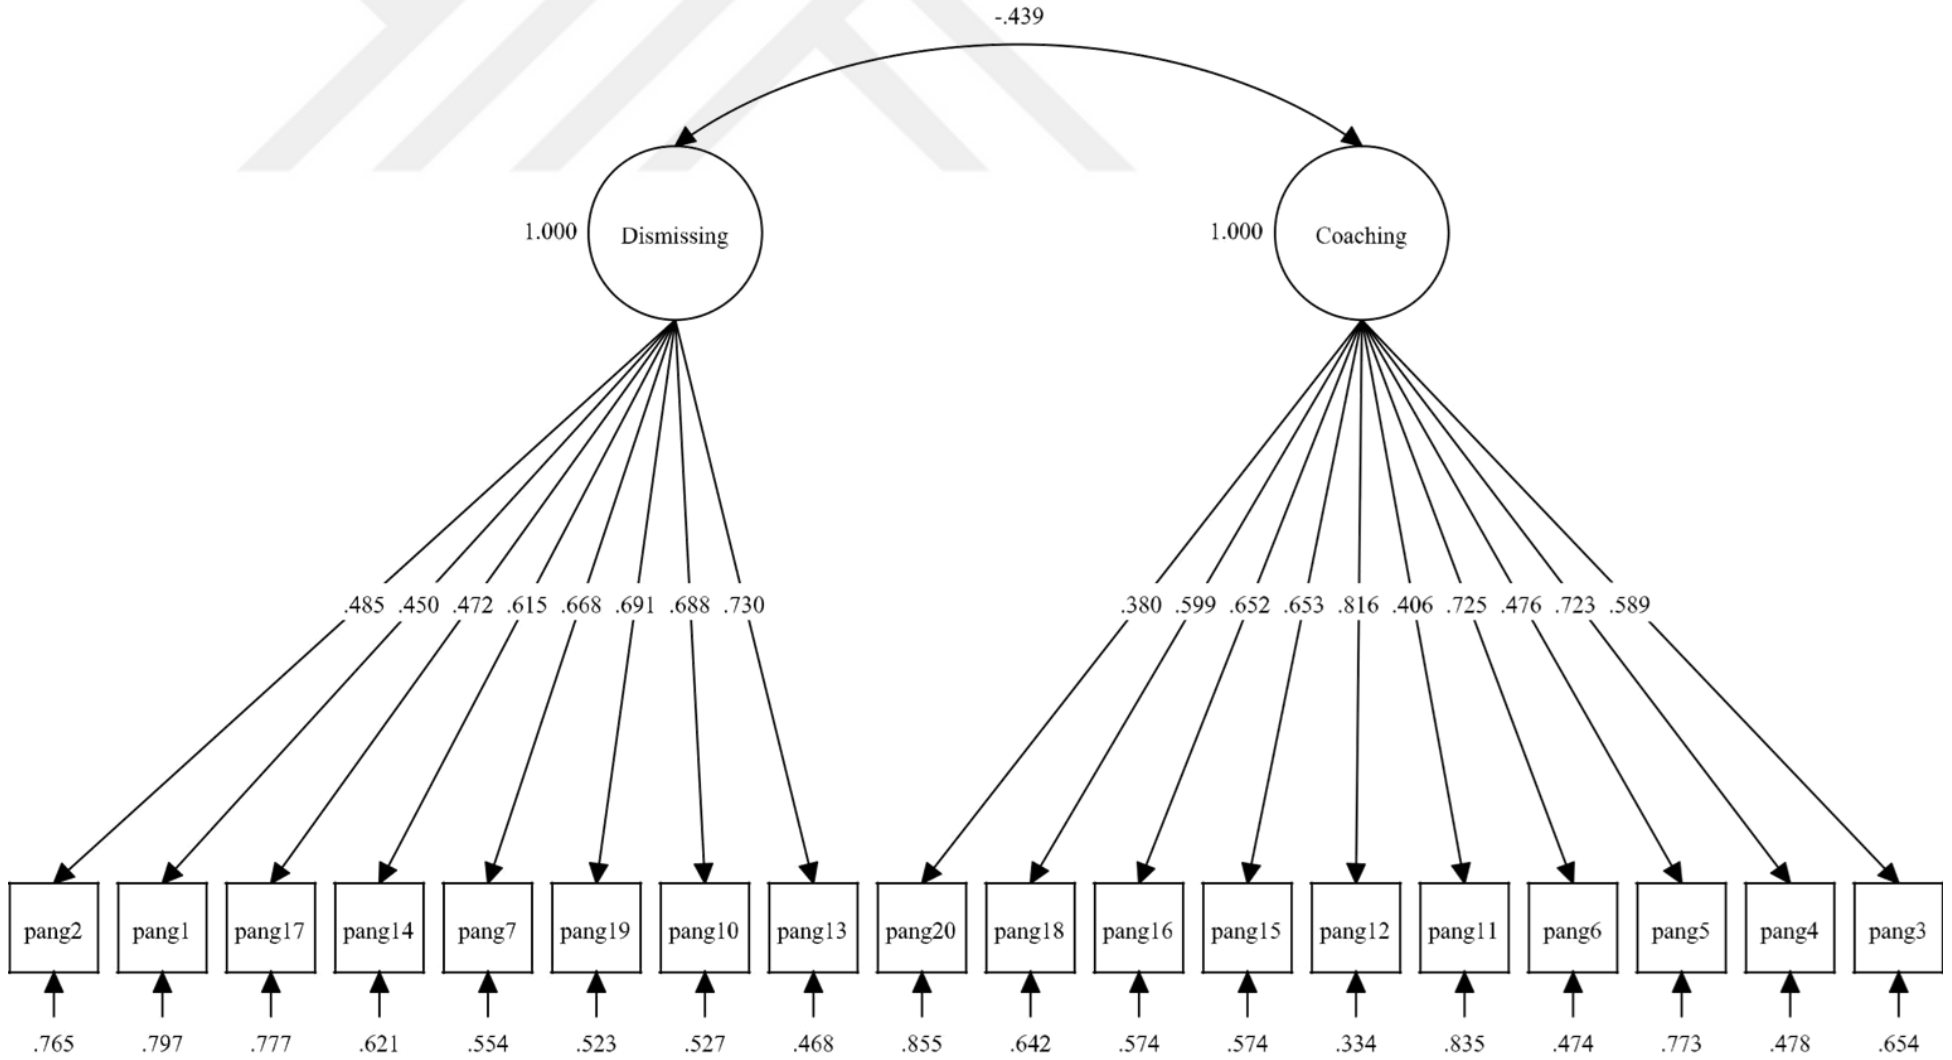 -.439
1.000 Dismissing 1.000 Coaching
.485 .450 .472 .615 .668 .691 .688 .730 .380 .599 .652 .653 .816 .406 .725 .476 .723 .589
pang2 pang1 pang17 pang14 pang7 pang19 pang10 pang13 pang20 pang18 pang16 pang15 pang12 pang11 pang6 pang5 pang4 pang3
.765 .797 .777 .621 .554 .523 .527 .468 .855 .642 .574 .574 .334 .835 .474 .773 .478 .654